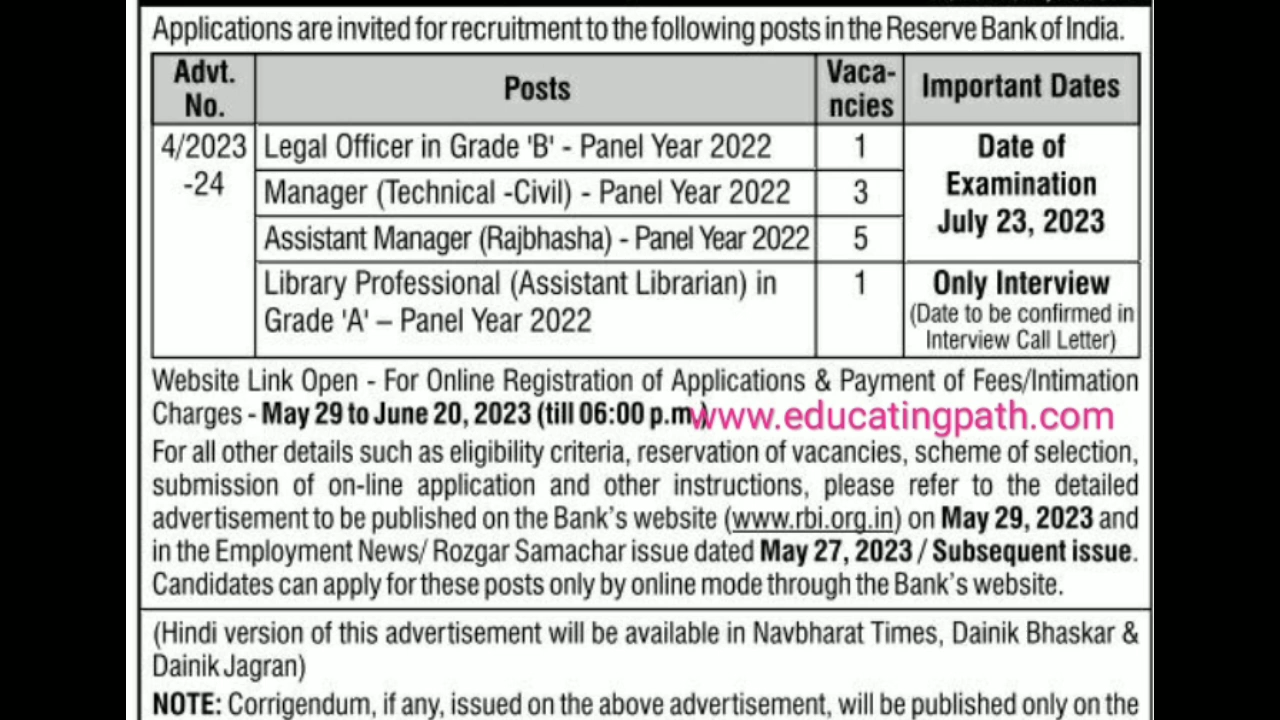 Applications are invited for recruitment to the following posts in the Reserve Bank of India.
Advt. No. Posts Vaca-ncies Important Dates
4/2023-24 Legal Officer in Grade 'B' - Panel Year 2022 1 Date of Examination July 23, 2023
Manager (Technical -Civil) - Panel Year 2022 3
Assistant Manager (Rajbhasha) - Panel Year 2022 5
Library Professional (Assistant Librarian) in Grade 'A' – Panel Year 2022 1 Only Interview (Date to be confirmed in Interview Call Letter)
Website Link Open - For Online Registration of Applications & Payment of Fees/Intimation
Charges - May 29 to June 20, 2023 (till 06:00 p.m.)
www.educatingpath.com
For all other details such as eligibility criteria, reservation of vacancies, scheme of selection,
submission of on-line application and other instructions, please refer to the detailed
advertisement to be published on the Bank's website (www.rbi.org.in) on May 29, 2023 and
in the Employment News/ Rozgar Samachar issue dated May 27, 2023 / Subsequent issue.
Candidates can apply for these posts only by online mode through the Bank's website.
(Hindi version of this advertisement will be available in Navbharat Times, Dainik Bhaskar &
Dainik Jagran)
NOTE: Corrigendum, if any, issued on the above advertisement, will be published only on the